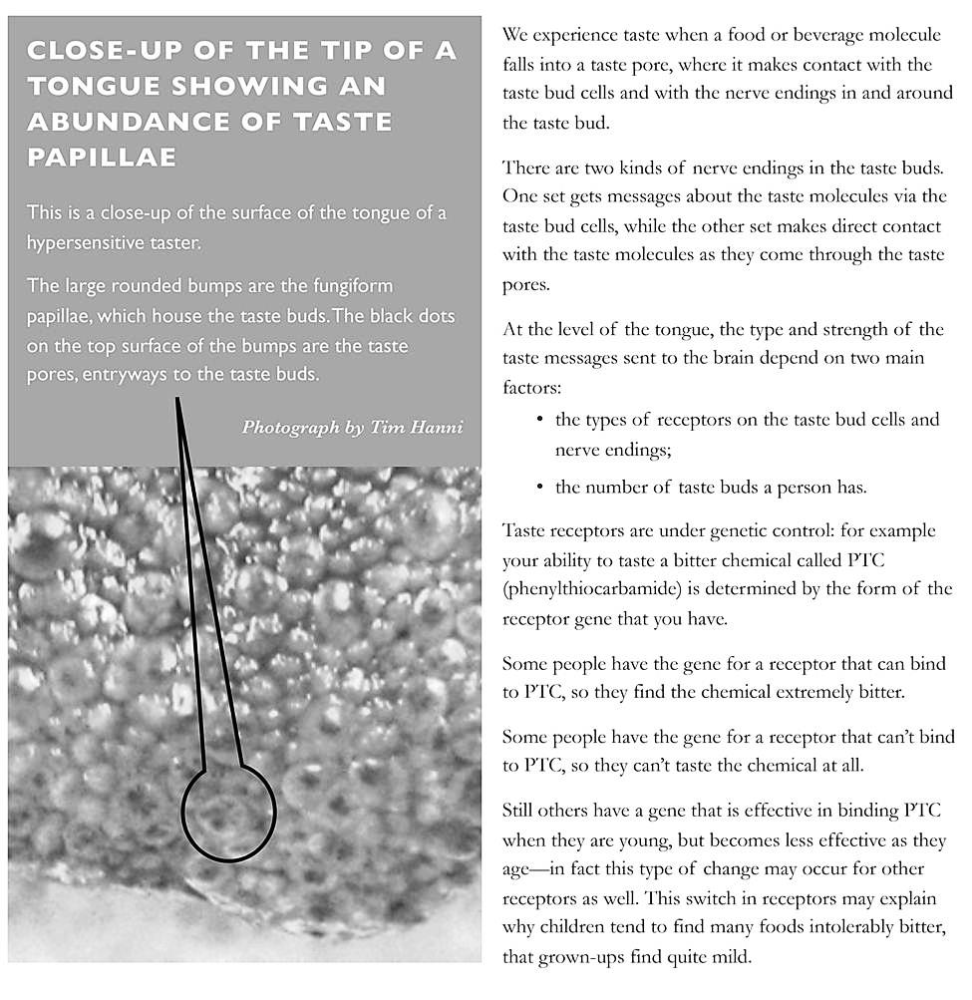 CLOSE-UP OF THE TIP OF A
TONGUE SHOWING AN
ABUNDANCE OF TASTE
PAPILLAE
This is a close-up of the surface of the tongue of a
hypersensitive taster.
The large rounded bumps are the fungiform
papillae, which house the taste buds. The black dots
on the top surface of the bumps are the taste
pores, entryways to the taste buds.
Photograph by Tim Hanni
We experience taste when a food or beverage molecule
falls into a taste pore, where it makes contact with the
taste bud cells and with the nerve endings in and around
the taste bud.
There are two kinds of nerve endings in the taste buds.
One set gets messages about the taste molecules via the
taste bud cells, while the other set makes direct contact
with the taste molecules as they come through the taste
pores.
At the level of the tongue, the type and strength of the
taste messages sent to the brain depend on two main
factors:
• the types of receptors on the taste bud cells and
nerve endings;
• the number of taste buds a person has.
Taste receptors are under genetic control: for example
your ability to taste a bitter chemical called PTC
(phenylthiocarbamide) is determined by the form of the
receptor gene that you have.
Some people have the gene for a receptor that can bind
to PTC, so they find the chemical extremely bitter.
Some people have the gene for a receptor that can’t bind
to PTC, so they can’t taste the chemical at all.
Still others have a gene that is effective in binding PTC
when they are young, but becomes less effective as they
age—in fact this type of change may occur for other
receptors as well. This switch in receptors may explain
why children tend to find many foods intolerably bitter,
that grown-ups find quite mild.